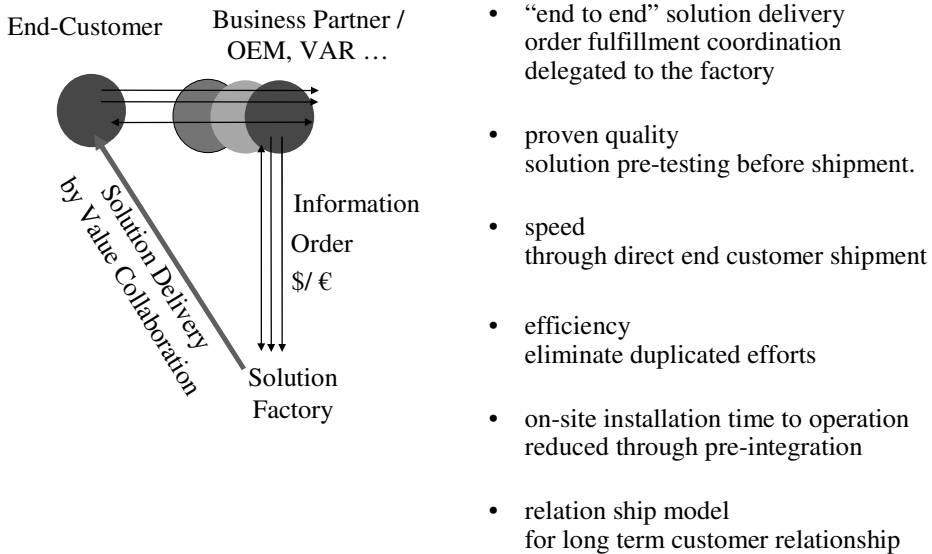 End-Customer
Business Partner /
OEM, VAR …
Information
Order
$/ €
Solution Delivery
by Value Collaboration
Solution
Factory
• “end to end” solution delivery
order fulfillment coordination
delegated to the factory
• proven quality
solution pre-testing before shipment.
• speed
through direct end customer shipment
• efficiency
eliminate duplicated efforts
• on-site installation time to operation
reduced through pre-integration
• relation ship model
for long term customer relationship